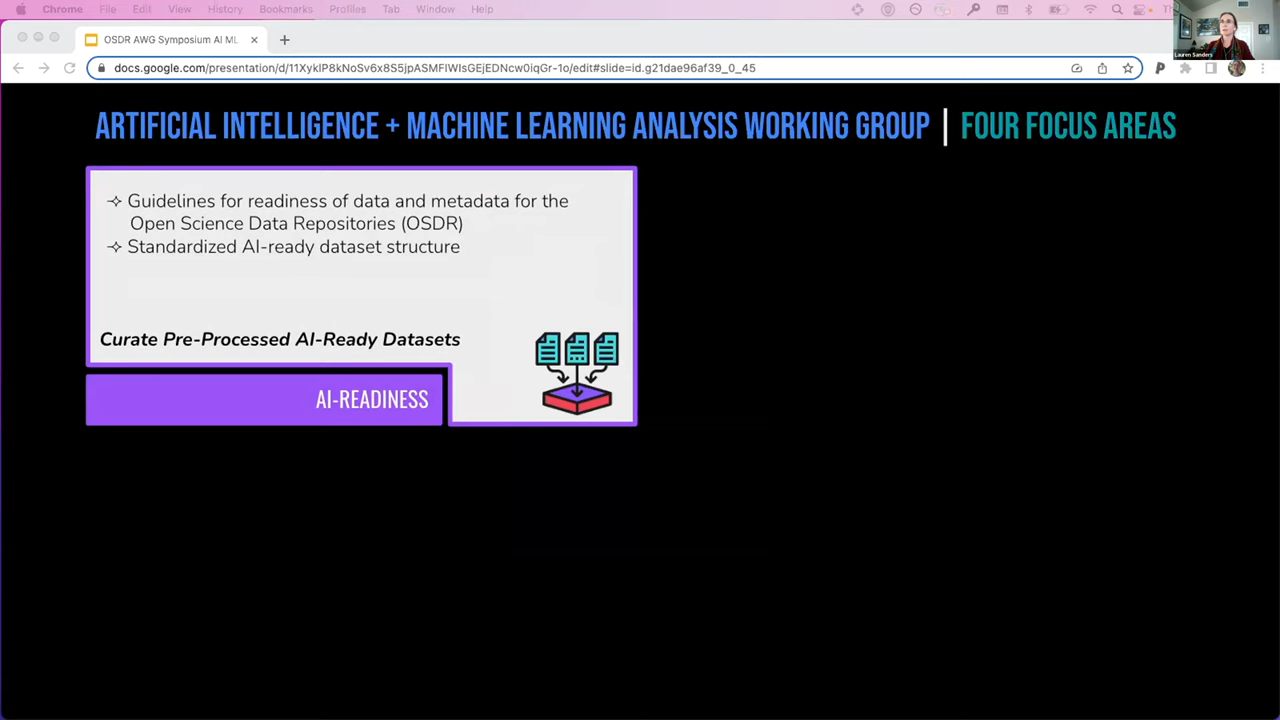 Chrome File Edit View History Bookmarks Profiles Tab Window Help
OSDR AWG Symposium AI ML
docs.google.com/presentation/d/11XykIP8kNoSv6x8S5jpASMFIWIsGEjEDNcw0iqGr-1o/edit#slide=id.g21dae96af39_0_45
Lauren Sanders
ARTIFICIAL INTELLIGENCE + MACHINE LEARNING ANALYSIS WORKING GROUP | FOUR FOCUS AREAS
Guidelines for readiness of data and metadata for the
Open Science Data Repositories (OSDR)
Standardized AI-ready dataset structure
Curate Pre-Processed AI-Ready Datasets
AI-READINESS